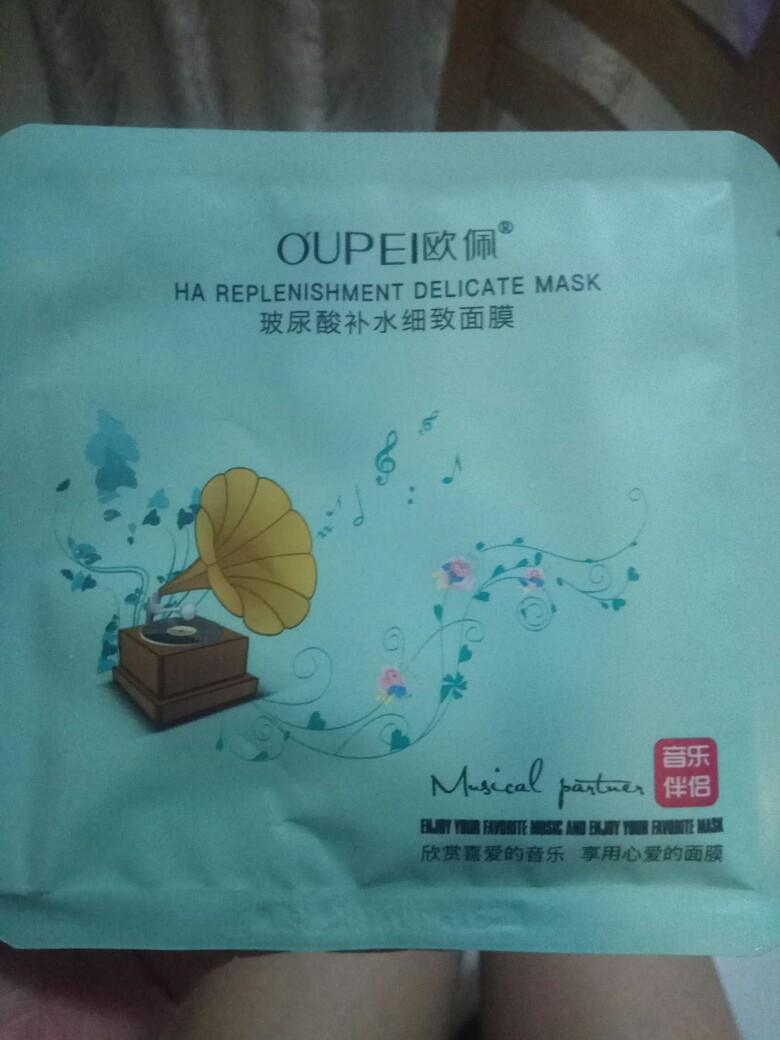 O'UPEI欧佩®
HA REPLENISHMENT DELICATE MASK
玻尿酸补水细致面膜
Musical partner
音乐
伴侣
ENJOY YOUR FAVORITE MUSIC AND ENJOY YOUR FAVORITE MASK
欣赏喜爱的音乐 享用心爱的面膜